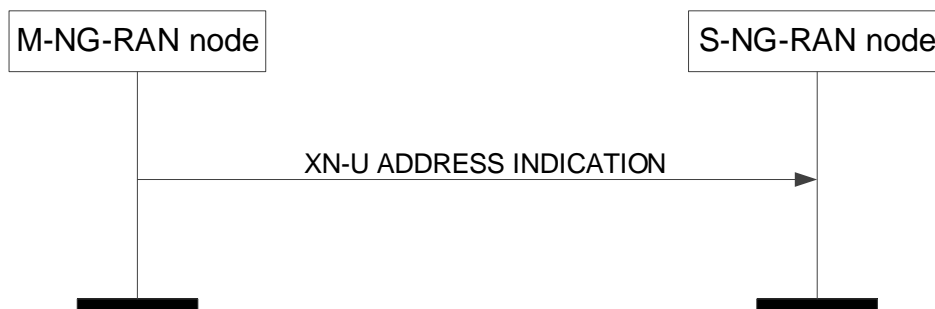 M-NG-RAN node
S-NG-RAN node
XN-U ADDRESS INDICATION